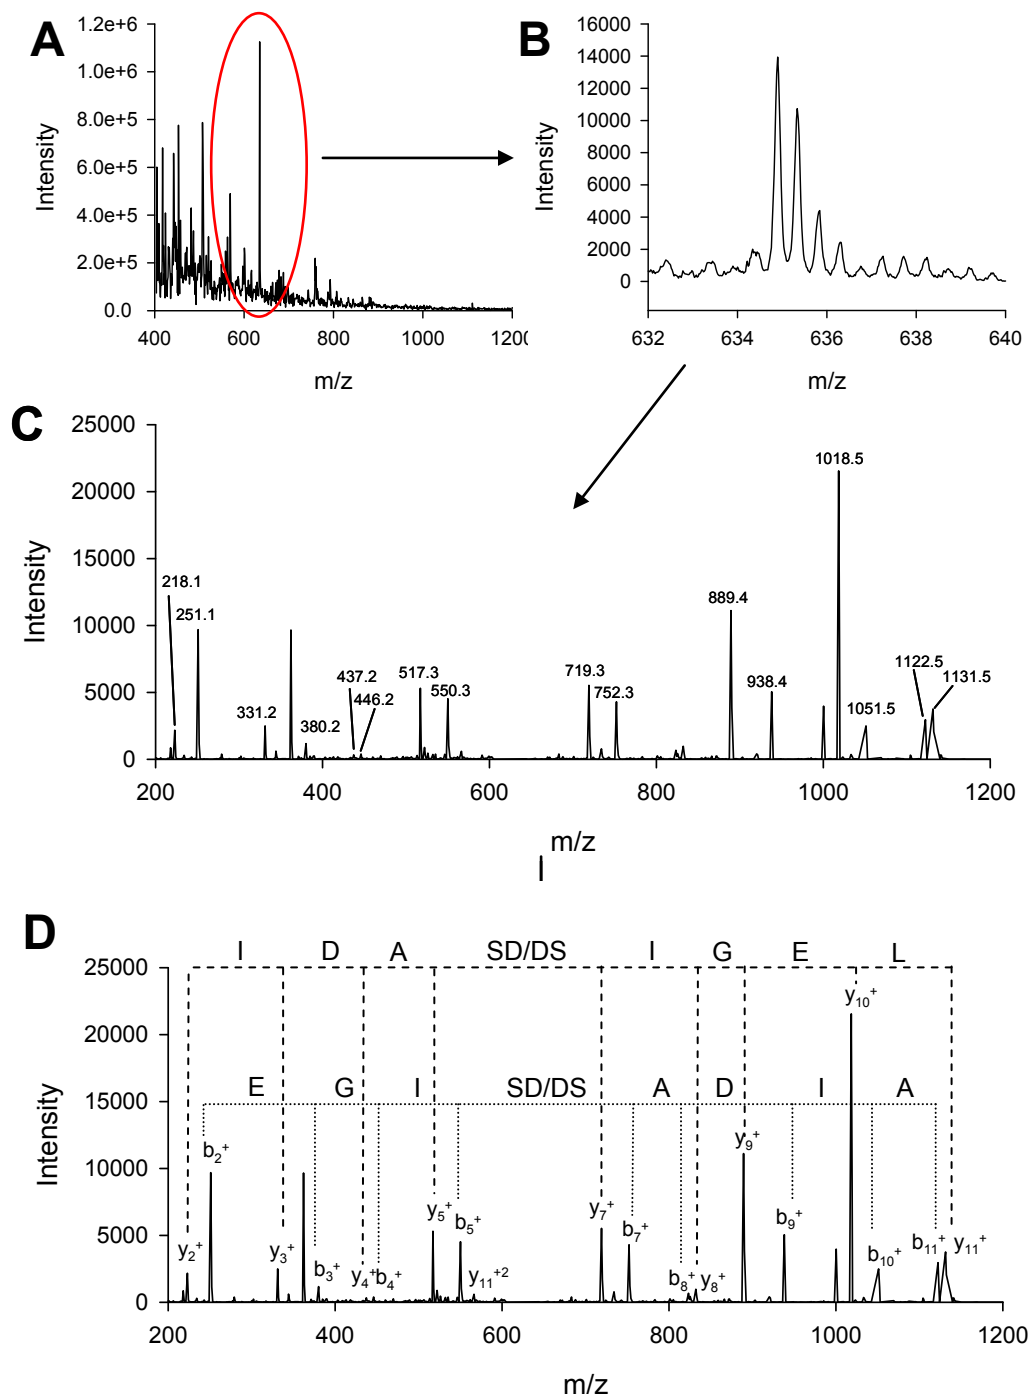 A
1.2e+6
1.0e+6
8.0e+5
6.0e+5
4.0e+5
2.0e+5
0.0
Intensity
400 600 800 1000 120
m/z
B
16000
14000
12000
10000
8000
6000
4000
2000
0
Intensity
632 634 636 638 640
m/z
C
25000
20000
15000
10000
5000
0
Intensity
218.1
251.1
331.2
380.2
437.2
446.2
517.3
550.3
719.3
752.3
889.4
938.4
1018.5
1051.5
1122.5
1131.5
200 400 600 800 1000 1200
m/z
D
I D A SD/DS I G E L
E G I SD/DS A D I A
25000
20000
15000
10000
5000
0
Intensity
y2+
b2+
y3+
b3+
y4+
b4+
y5+
b5+
y11+2
y7+
b7+
b8+
y8+
y9+
b9+
y10+
b10+
b11+
y11+
200 400 600 800 1000 1200
m/z